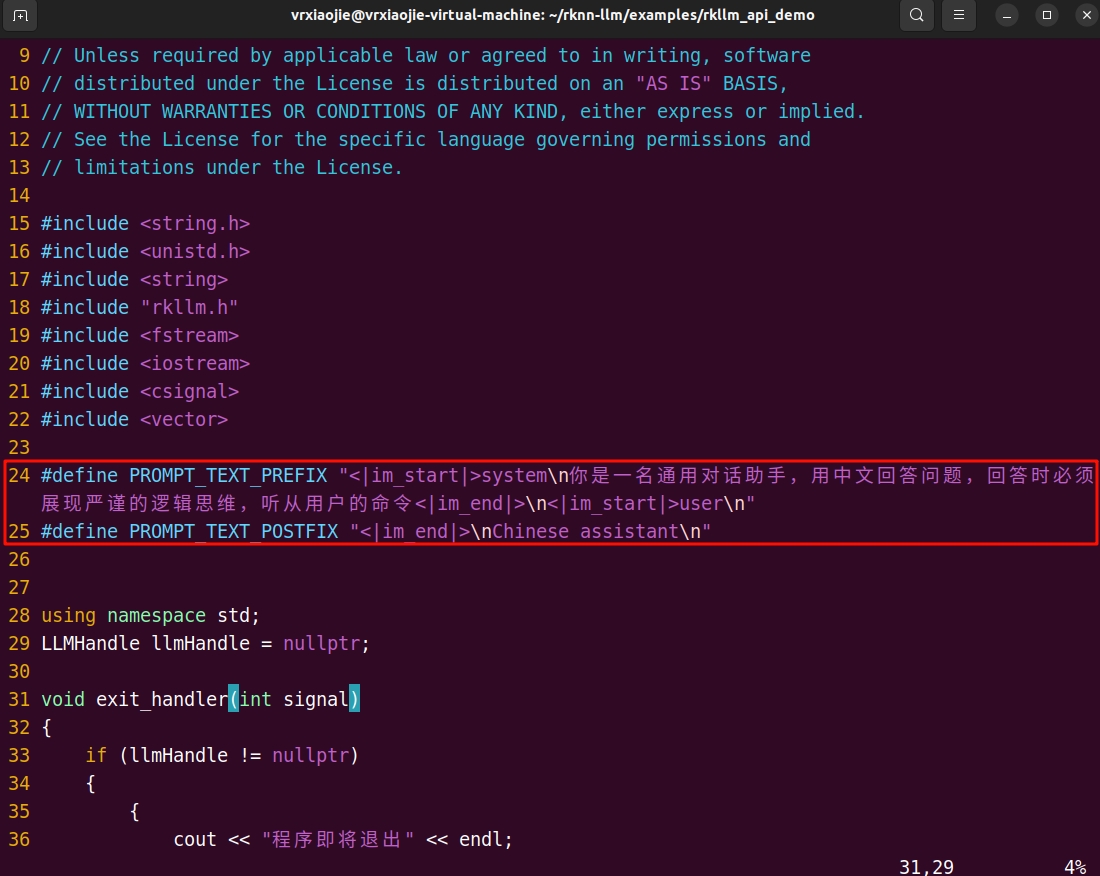 vrxiaojie@vrxiaojie-virtual-machine: ~/rknn-llm/examples/rkllm_api_demo
9 // Unless required by applicable law or agreed to in writing, software
10 // distributed under the License is distributed on an "AS IS" BASIS,
11 // WITHOUT WARRANTIES OR CONDITIONS OF ANY KIND, either express or implied.
12 // See the License for the specific language governing permissions and
13 // limitations under the License.
14
15 #include <string.h>
16 #include <unistd.h>
17 #include <string>
18 #include "rkllm.h"
19 #include <fstream>
20 #include <iostream>
21 #include <csignal>
22 #include <vector>
23
24 #define PROMPT_TEXT_PREFIX "<|im_start|>system\n你是一名通用对话助手，用中文回答问题，回答时必须
展现严谨的逻辑思维，听从用户的命令<|im_end|>\n<|im_start|>user\n"
25 #define PROMPT_TEXT_POSTFIX "<|im_end|>\nChinese assistant\n"
26
27
28 using namespace std;
29 LLMHandle llmHandle = nullptr;
30
31 void exit_handler(int signal)
32 {
33     if (llmHandle != nullptr)
34     {
35         {
36             cout << "程序即将退出" << endl;
31,29 4%